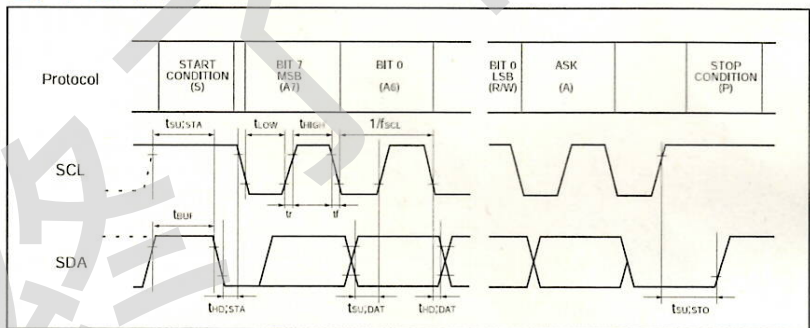 Protocol
START CONDITION (S)
BIT 7 MSB (A7)
BIT 0 (A6)
BIT 0 LSB (R/W)
ASK (A)
STOP CONDITION (P)
tSU;STA
tLOW
tHIGH
1/fSCL
SCL
tBUF
tr
tf
SDA
tHD;STA
tSU;DAT
tHD;DAT
tSU;STO